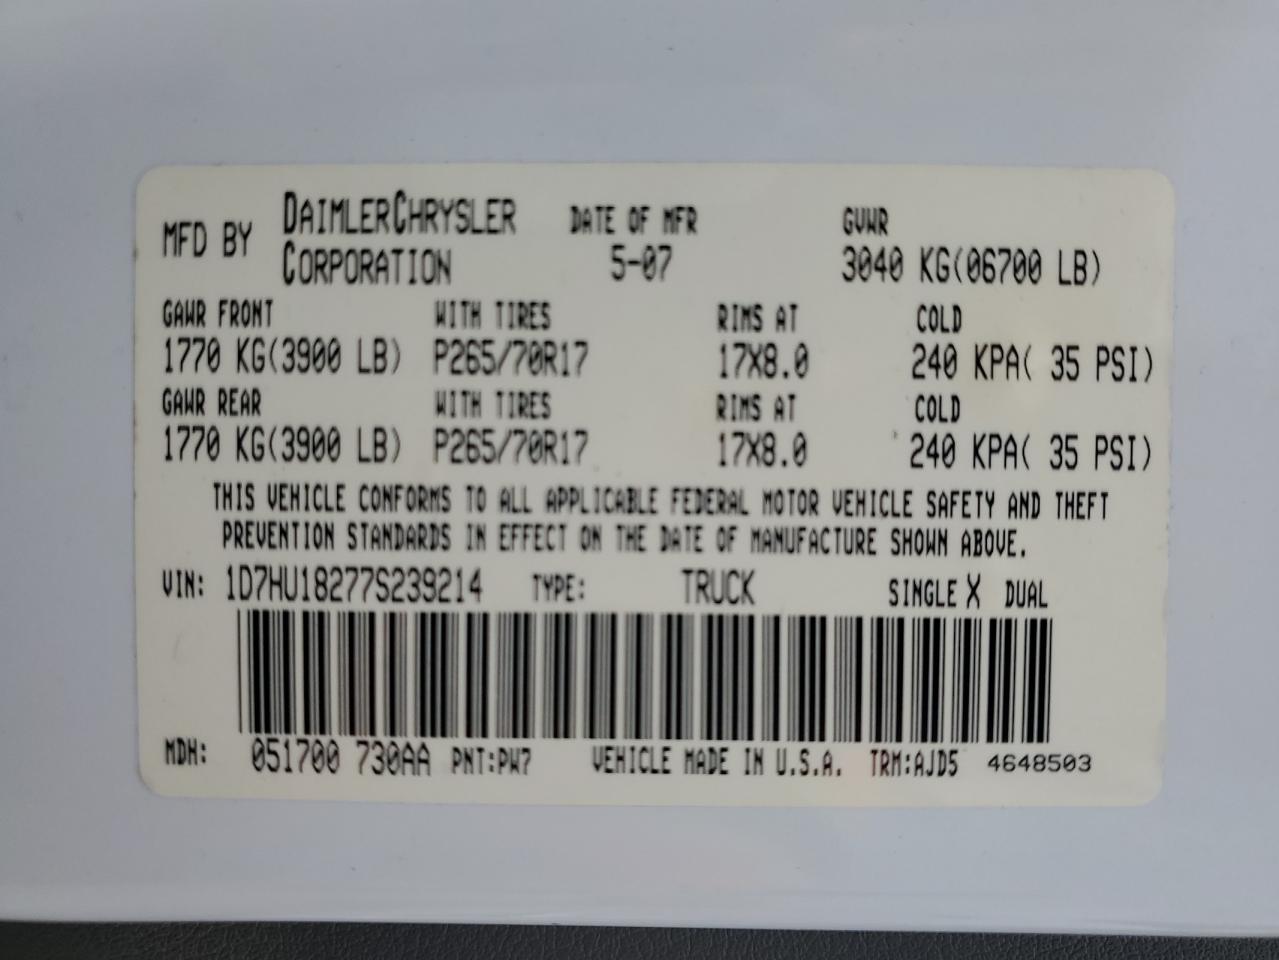 MFD BY DAIMLERCHRYSLER CORPORATION DATE OF MFR 5-07 GVWR 3040 KG(06700 LB)
GAWR FRONT WITH TIRES RIMS AT COLD
1770 KG(3900 LB) P265/70R17 17X8.0 240 KPA( 35 PSI)
GAWR REAR WITH TIRES RIMS AT COLD
1770 KG(3900 LB) P265/70R17 17X8.0 240 KPA( 35 PSI)
THIS VEHICLE CONFORMS TO ALL APPLICABLE FEDERAL MOTOR VEHICLE SAFETY AND THEFT
PREVENTION STANDARDS IN EFFECT ON THE DATE OF MANUFACTURE SHOWN ABOVE.
VIN: 1D7HU18277S239214 TYPE: TRUCK SINGLE X DUAL
MDH: 051700 730AA PNT:PW7 VEHICLE MADE IN U.S.A. TRM:AJD5 4648503